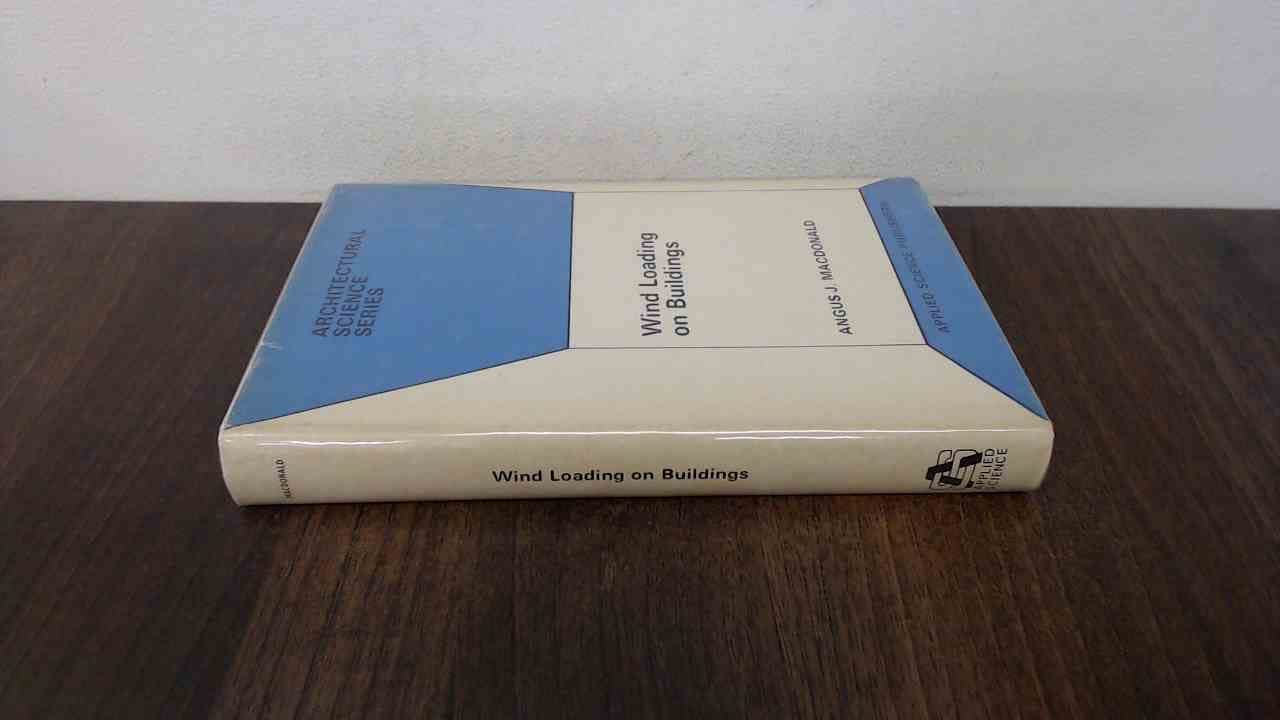 ARCHITECTURAL
SCIENCE
SERIES
Wind Loading
on Buildings
ANGUS J. MACDONALD
APPLIED SCIENCE PUBLISHERS
MACDONALD
Wind Loading on Buildings
APPLIED
SCIENCE